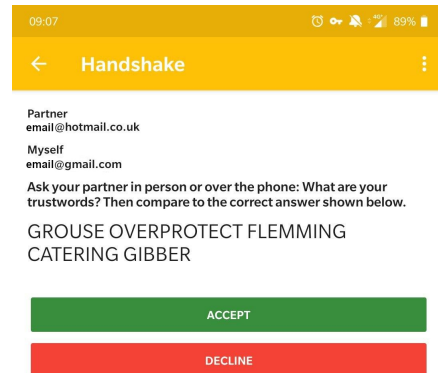 09:07 4G+ 89%
Handshake
Partner
email@hotmail.co.uk
Myself
email@gmail.com
Ask your partner in person or over the phone: What are your
trustwords? Then compare to the correct answer shown below.
GROUSE OVERPROTECT FLEMMING
CATERING GIBBER
ACCEPT
DECLINE